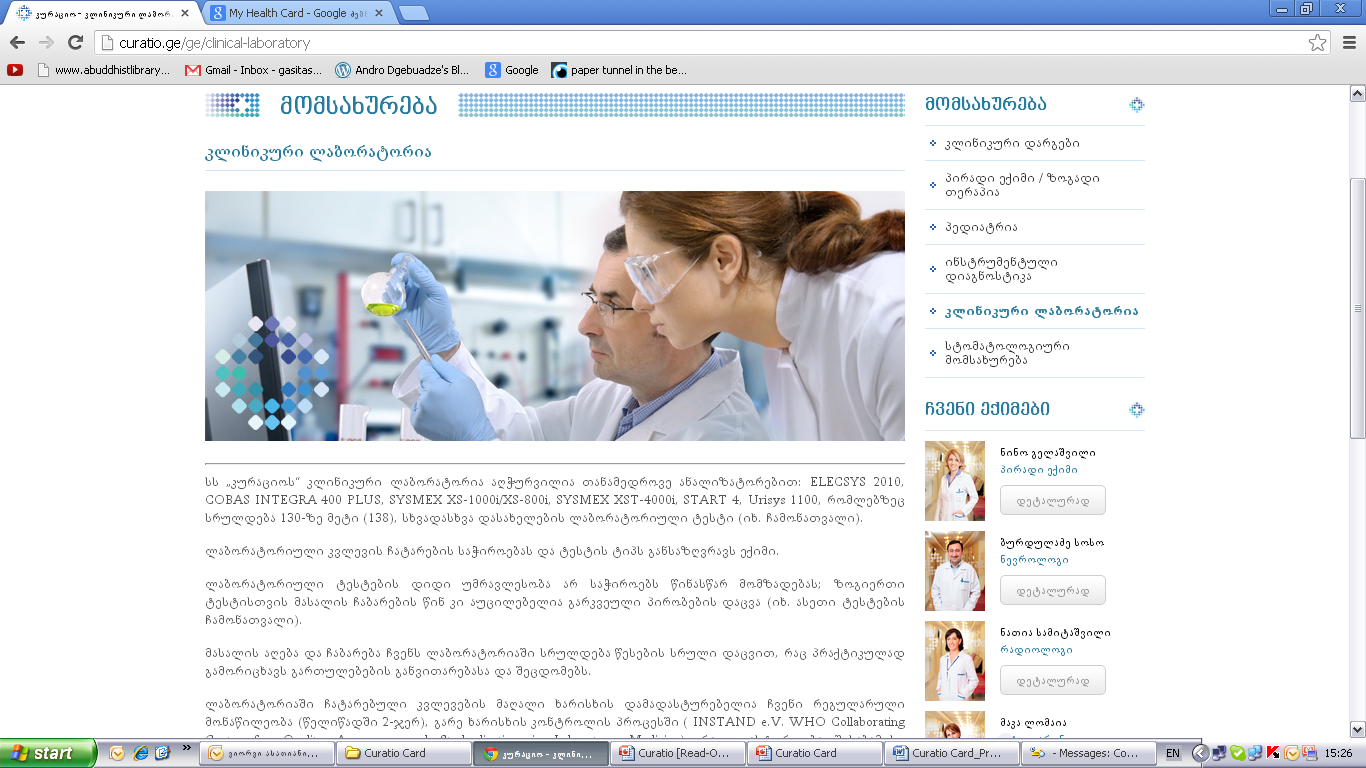 კურაციო - კლინიკური ლაბორ...
My Health Card - Google
curatio.ge/ge/clinical-laboratory
www.abuddhistlibrary...
Gmail - Inbox - gasitas...
Andro Dgebuadze's Bl...
Google
paper tunnel in the be...
მომსახურება
კლინიკური ლაბორატორია
სს „კურაციოს“ კლინიკური ლაბორატორია აღჭურვილია თანამედროვე ანალიზატორებით: ELECSYS 2010,
COBAS INTEGRA 400 PLUS, SYSMEX XS-1000i/XS-800i, SYSMEX XST-4000i, START 4, Urisys 1100, რომლებზეც
სრულდება 130-ზე მეტი (138), სხვადასხვა დასახელების ლაბორატორიული ტესტი (იხ. ჩამონათვალი).
ლაბორატორიული კვლევის ჩატარების საჭიროებას და ტესტის ტიპს განსაზღვრავს ექიმი.
ლაბორატორიული ტესტების დიდი უმრავლესობა არ საჭიროებს წინასწარ მომზადებას; ზოგიერთი
ტესტისთვის მასალის ჩაბარების წინ კი აუცილებელია გარკვეული პირობების დაცვა (იხ. ასეთი ტესტების
ჩამონათვალი).
მასალის აღება და ჩაბარება ჩვენს ლაბორატორიაში სრულდება წესების სრული დაცვით, რაც პრაქტიკულად
გამორიცხავს გართულებების განვითარებასა და შეცდომებს.
ლაბორატორიაში ჩატარებული კვლევების მაღალი ხარისხის დამადასტურებელია ჩვენი რეგულარული
მონაწილეობა (წელიწადში 2-ჯერ), გარე ხარისხის კონტროლის პროცესში ( INSTAND e.V. WHO Collaborating
მომსახურება
კლინიკური დარგები
პირადი ექიმი / ზოგადი
თერაპია
პედიატრია
ინსტრუმენტული
დიაგნოსტიკა
კლინიკური ლაბორატორია
სტომატოლოგიური
მომსახურება
ჩვენი ექიმები
ნინო გელაშვილი
პირადი ექიმი
დეტალურად
ბურდულაძე სოსო
ნევროლოგი
დეტალურად
ნათია სამიტაშვილი
რადიოლოგი
დეტალურად
მაკა ლომაია
start
გიორგი ასათიანი...
Curatio Card
კურაციო - კლინი...
Curatio [Read-O...
Curatio Card
Curatio Card_Pr...
- Messages: Co...
EN
15:26